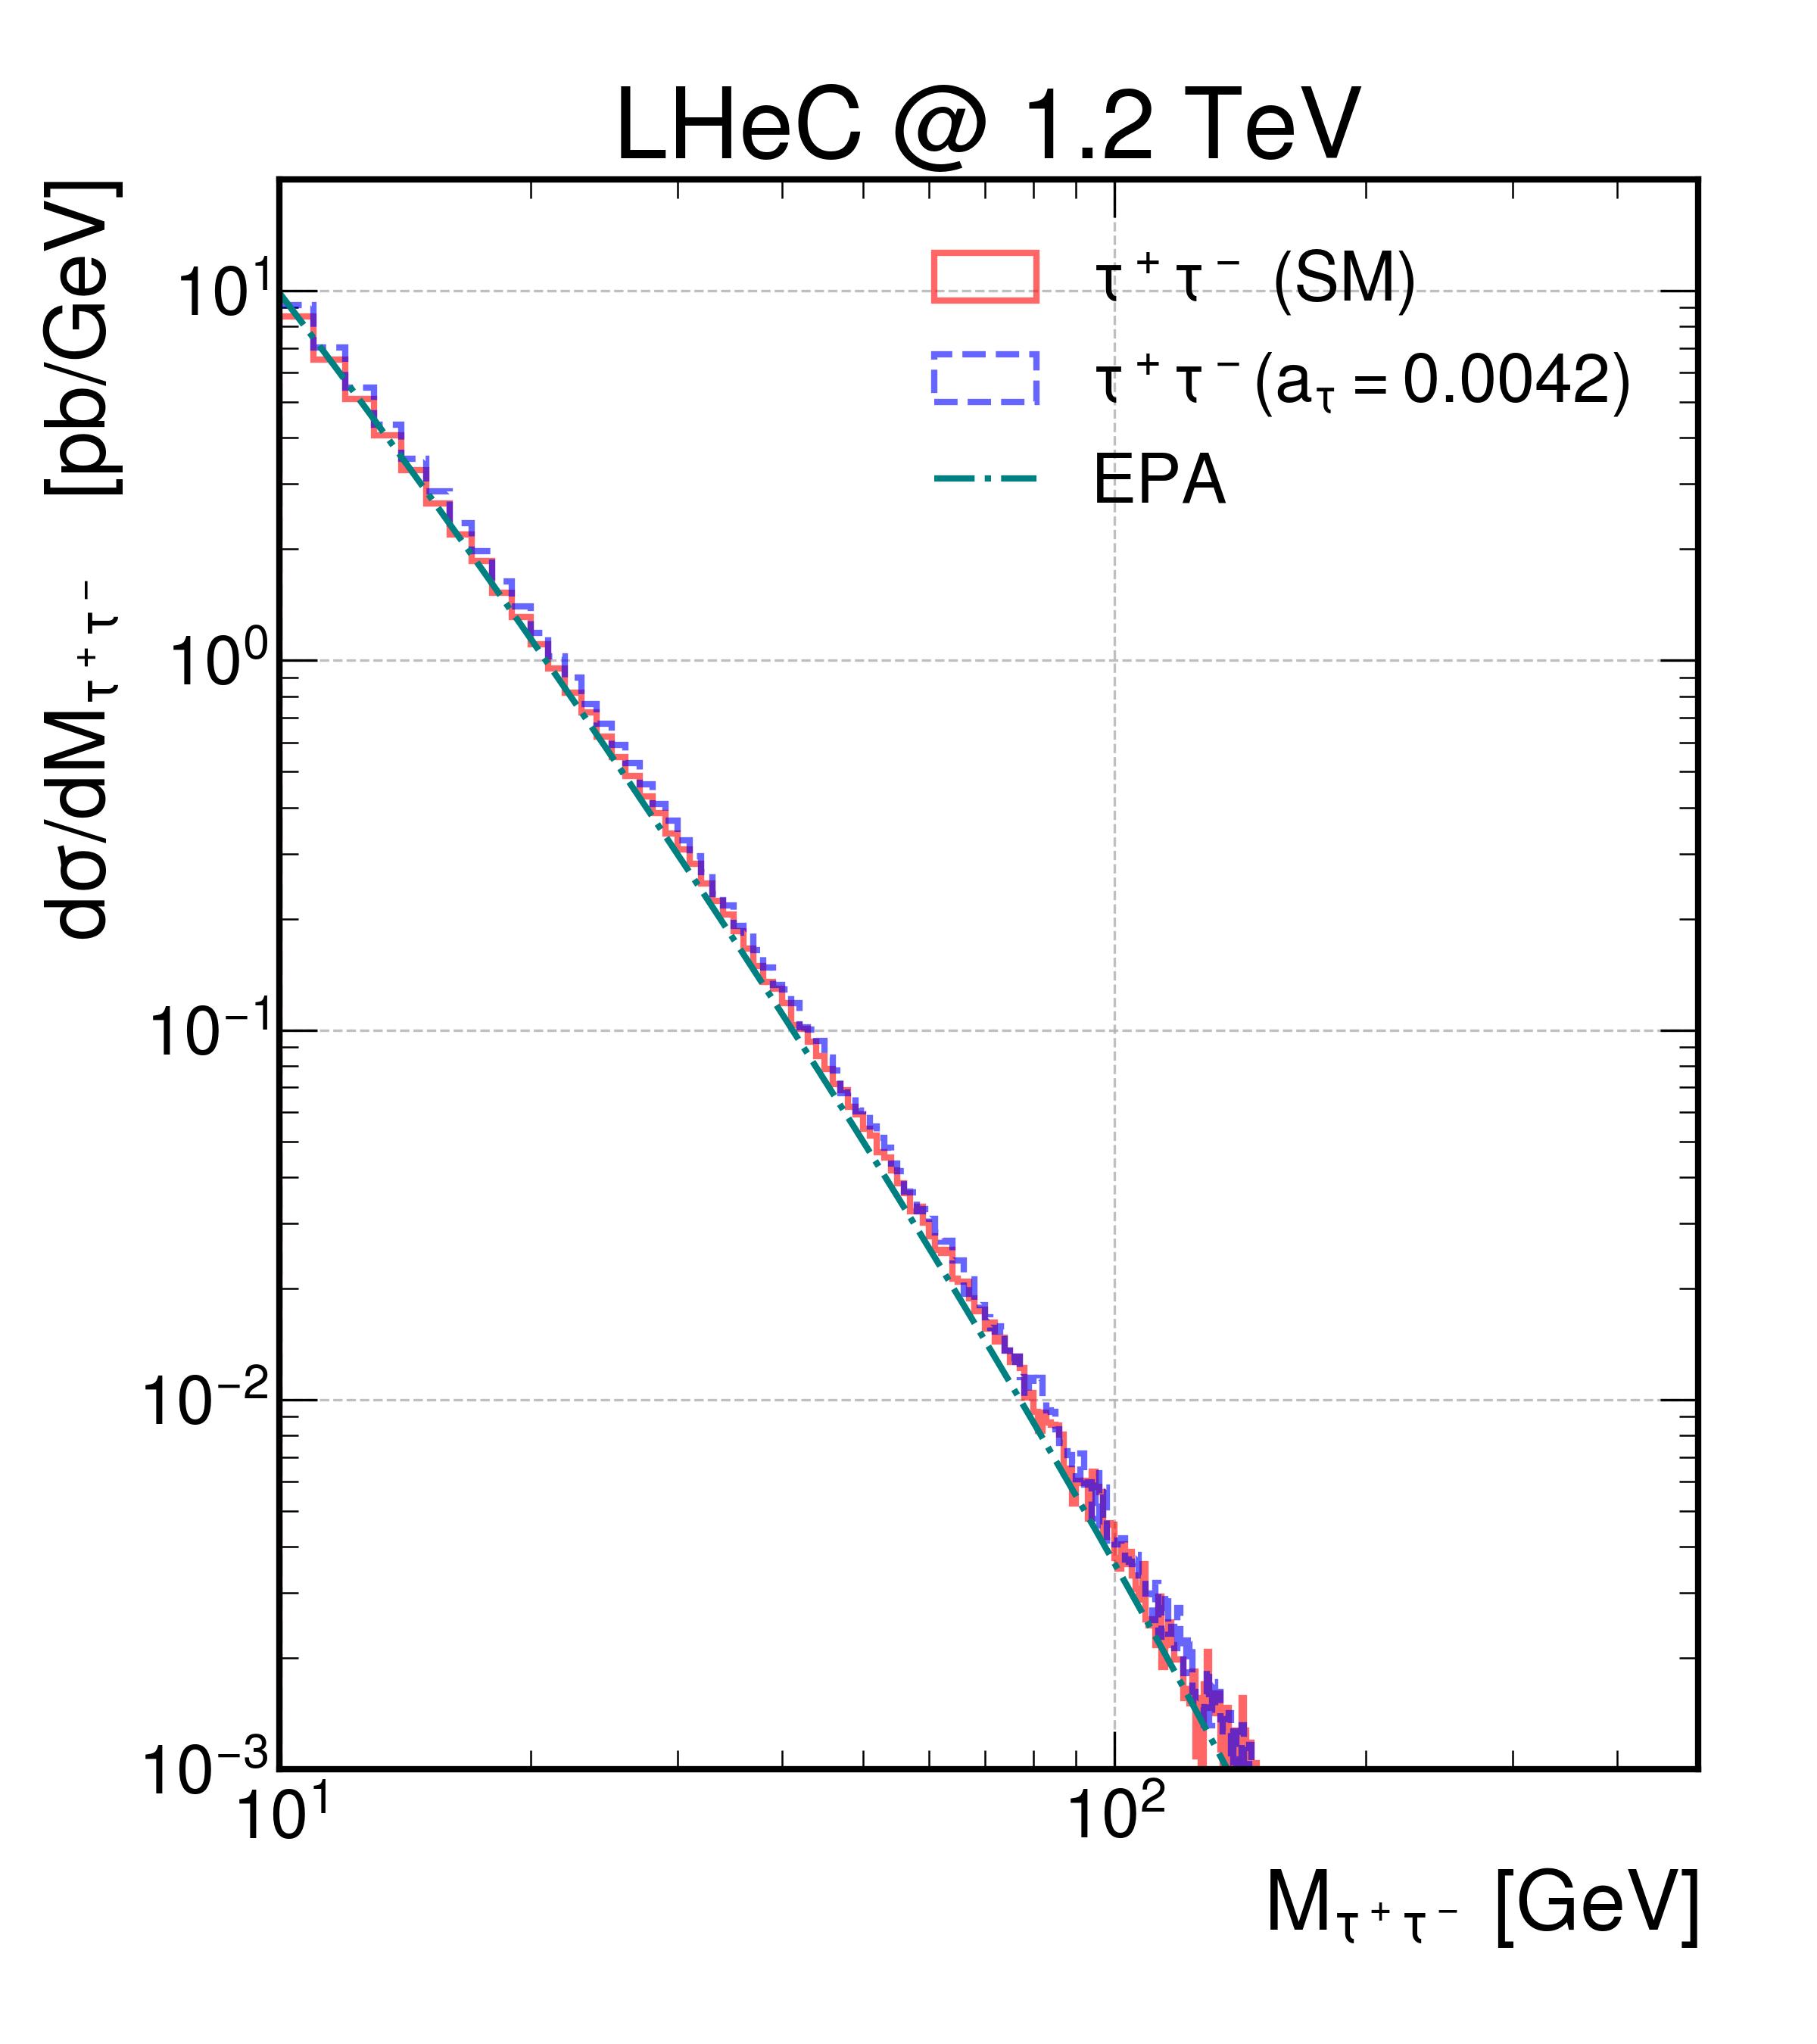 LHeC @ 1.2 TeV
dσ/dM_τ⁺τ⁻ [pb/GeV]
10¹
10⁰
10⁻¹
10⁻²
10⁻³
τ⁺τ⁻ (SM)
τ⁺τ⁻(a_τ = 0.0042)
EPA
10¹
10²
M_τ⁺τ⁻ [GeV]